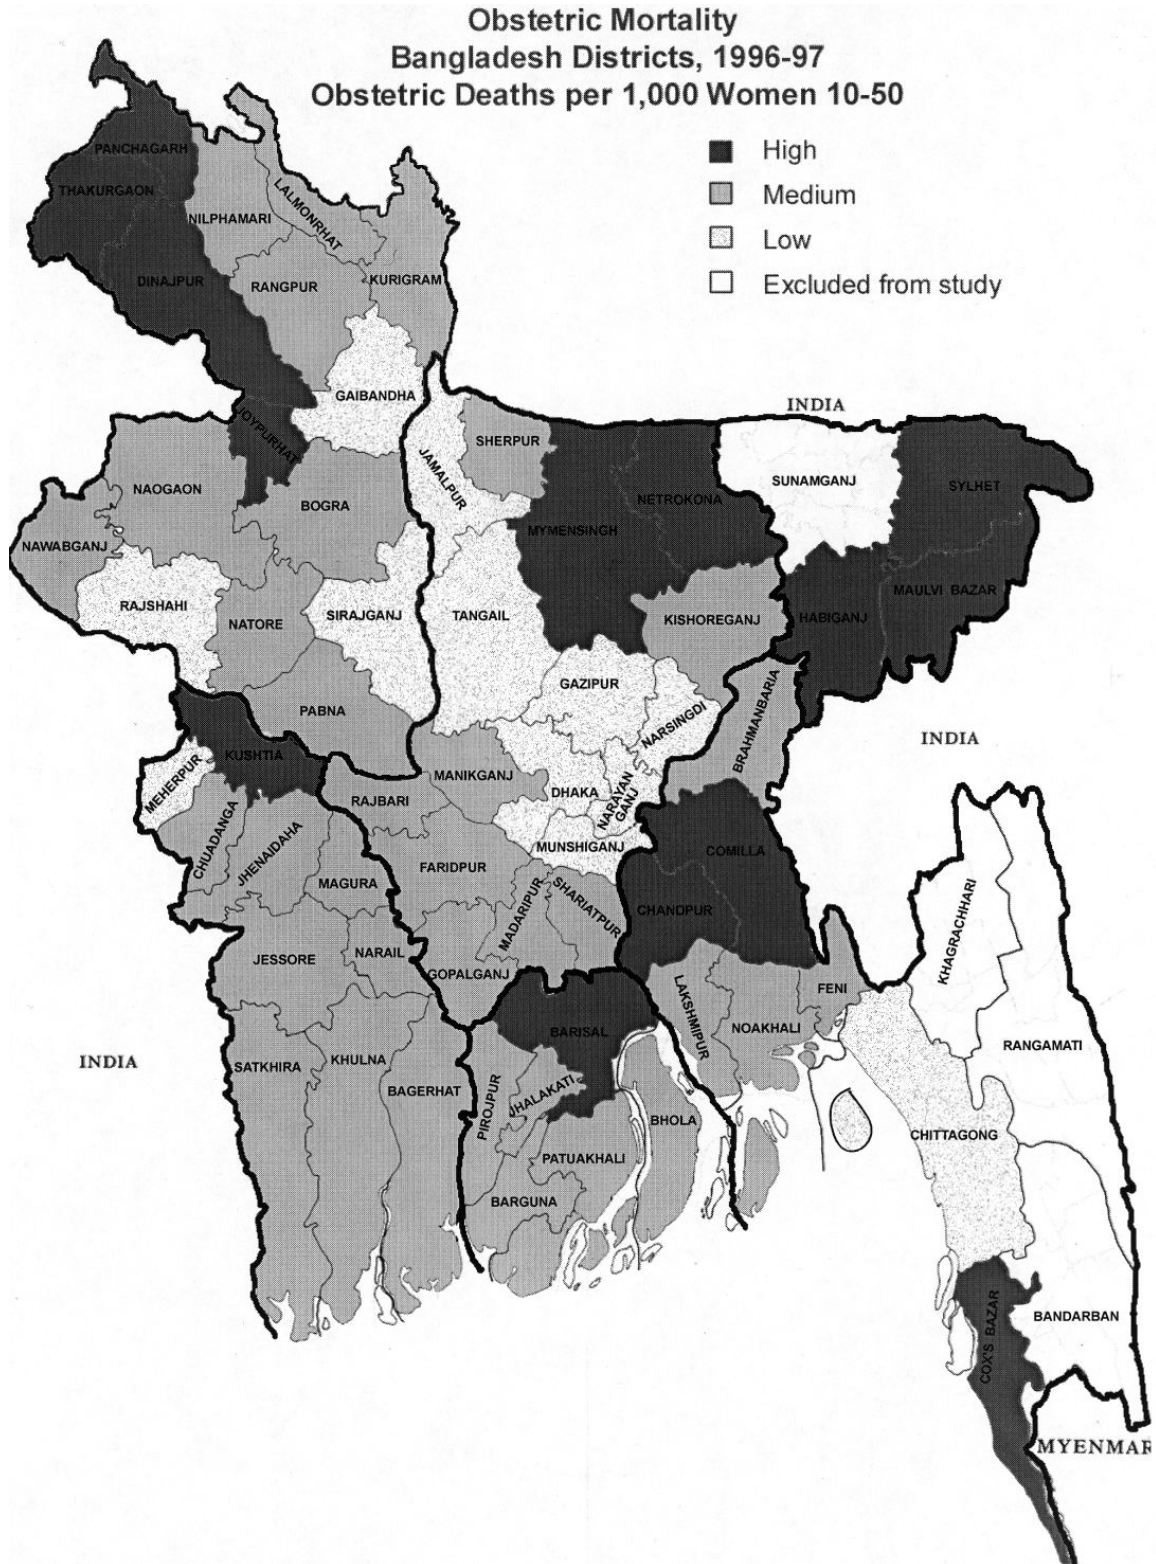 Obstetric Mortality
Bangladesh Districts, 1996-97
Obstetric Deaths per 1,000 Women 10-50
High
Medium
Low
Excluded from study
PANCHAGARH
THAKURGAON
LALMONRHAT
NILPHAMARI
DINAJPUR
RANGPUR
KURIGRAM
GAIBANDHA
INDIA
JOYPURHAT
SHERPUR
JAMALPUR
SUNAMGANJ
SYLHET
NAOGAON
NETROKONA
BOGRA
MYMENSINGH
NAWABGANJ
MAULVI BAZAR
RAJSHAHI
SIRAJGANJ
TANGAIL
HABIGANJ
NATORE
KISHOREGANJ
GAZIPUR
PABNA
NARSINGDI
BRAHMANBARIA
INDIA
KUSHTIA
MEHERPUR
MANIKGANJ
DHAKA
NARAYAN
GANJ
RAJBARI
CHUADANGA
JHENAIDAHA
MUNSHIGANJ
COMILLA
FARIDPUR
MAGURA
MADARIPUR
SHARIATPUR
CHANDPUR
KHAGRACHHARI
JESSORE
NARAIL
GOPALGANJ
FENI
LAKSHMIPUR
NOAKHALI
BARISAL
RANGAMATI
INDIA
SATKHIRA
KHULNA
BAGERHAT
PIROJPUR
JHALAKATI
BHOLA
CHITTAGONG
PATUAKHALI
BARGUNA
COX'S BAZAR
BANDARBAN
MYENMAR